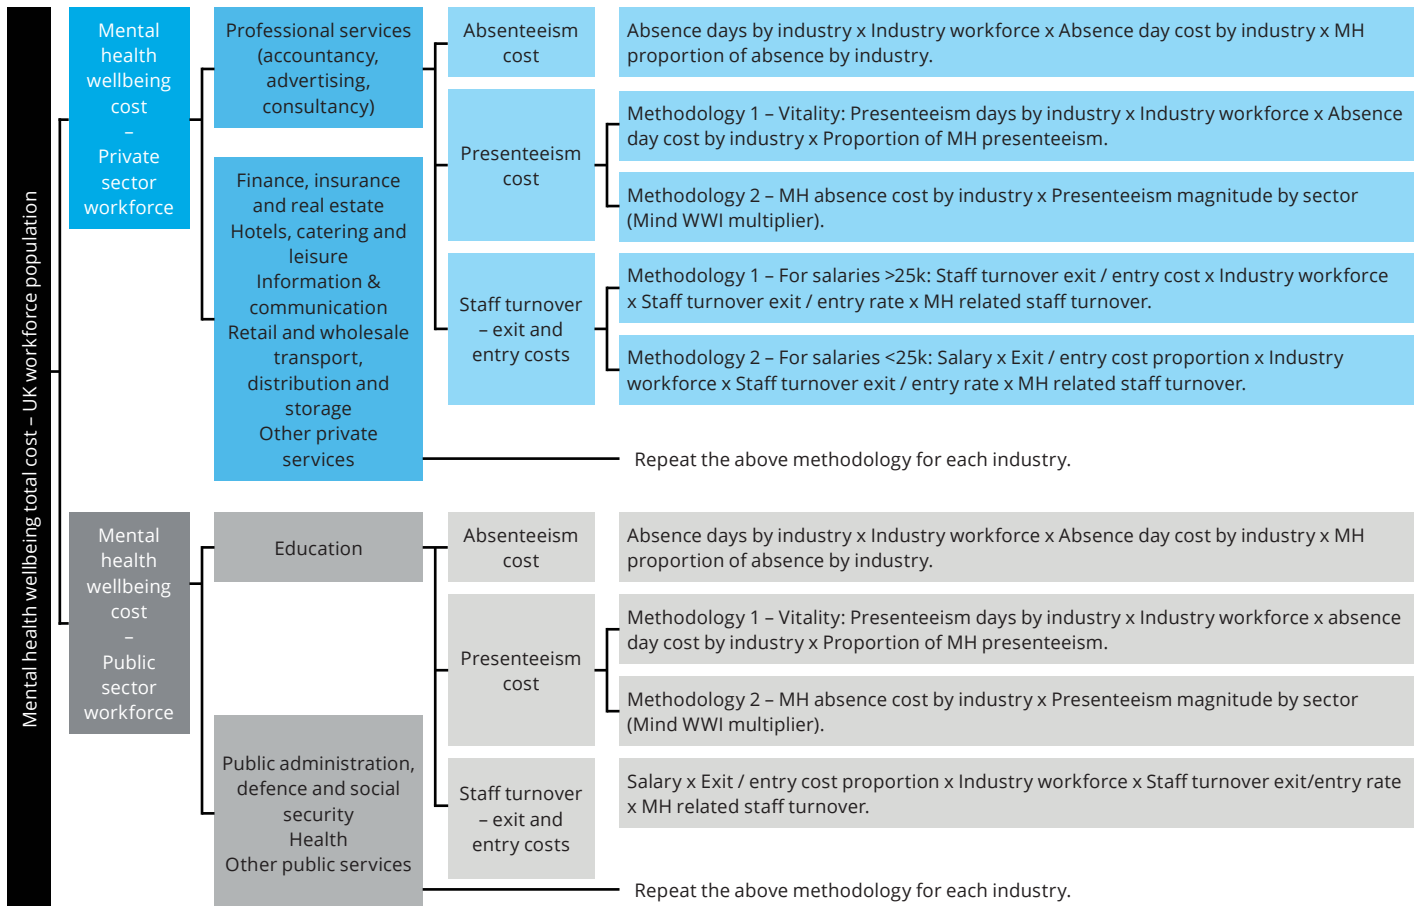 Mental health wellbeing total cost – UK workforce population
Mental
health
wellbeing
cost
–
Private
sector
workforce
Professional services
(accountancy,
advertising,
consultancy)
Finance, insurance
and real estate
Hotels, catering and
leisure
Information &
communication
Retail and wholesale
transport,
distribution and
storage
Other private
services
Absenteeism
cost
Absence days by industry x Industry workforce x Absence day cost by industry x MH
proportion of absence by industry.
Presenteeism
cost
Methodology 1 – Vitality: Presenteeism days by industry x Industry workforce x Absence
day cost by industry x Proportion of MH presenteeism.
Methodology 2 – MH absence cost by industry x Presenteeism magnitude by sector
(Mind WWI multiplier).
Staff turnover
– exit and
entry costs
Methodology 1 – For salaries >25k: Staff turnover exit / entry cost x Industry workforce
x Staff turnover exit / entry rate x MH related staff turnover.
Methodology 2 – For salaries <25k: Salary x Exit / entry cost proportion x Industry
workforce x Staff turnover exit / entry rate x MH related staff turnover.
Repeat the above methodology for each industry.
Mental
health
wellbeing
cost
–
Public
sector
workforce
Education
Public administration,
defence and social
security
Health
Other public services
Absenteeism
cost
Absence days by industry x Industry workforce x Absence day cost by industry x MH
proportion of absence by industry.
Presenteeism
cost
Methodology 1 – Vitality: Presenteeism days by industry x Industry workforce x absence
day cost by industry x Proportion of MH presenteeism.
Methodology 2 – MH absence cost by industry x Presenteeism magnitude by sector
(Mind WWI multiplier).
Staff turnover
– exit and
entry costs
Salary x Exit / entry cost proportion x Industry workforce x Staff turnover exit/entry rate
x MH related staff turnover.
Repeat the above methodology for each industry.